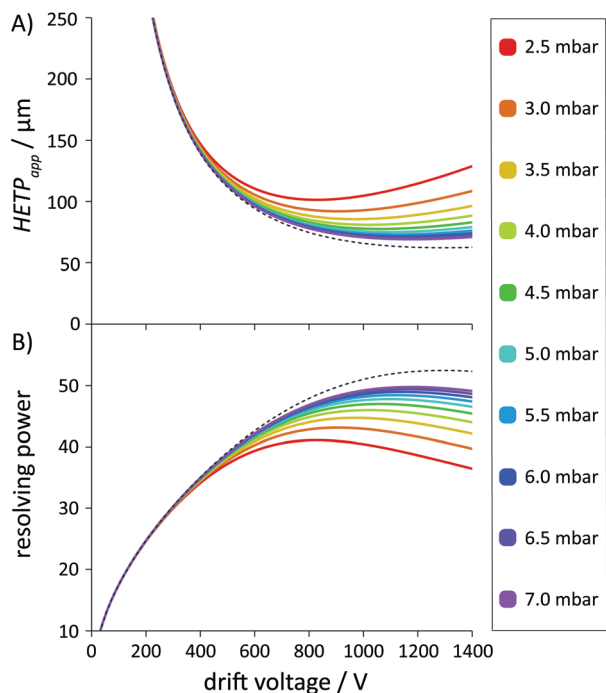 A)
250
200
150
100
50
0
HETP_app / μm
B)
50
40
30
20
10
resolving power
0
200
400
600
800
1000
1200
1400
drift voltage / V
2.5 mbar
3.0 mbar
3.5 mbar
4.0 mbar
4.5 mbar
5.0 mbar
5.5 mbar
6.0 mbar
6.5 mbar
7.0 mbar